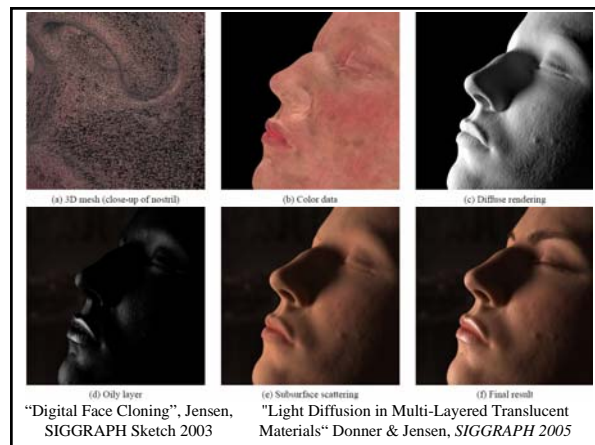 (a) 3D mesh (close-up of nostril)
(b) Color data
(c) Diffuse rendering
(d) Oily layer
(e) Subsurface scattering
(f) Final result
“Digital Face Cloning”, Jensen,
SIGGRAPH Sketch 2003
"Light Diffusion in Multi-Layered Translucent
Materials“ Donner & Jensen, SIGGRAPH 2005